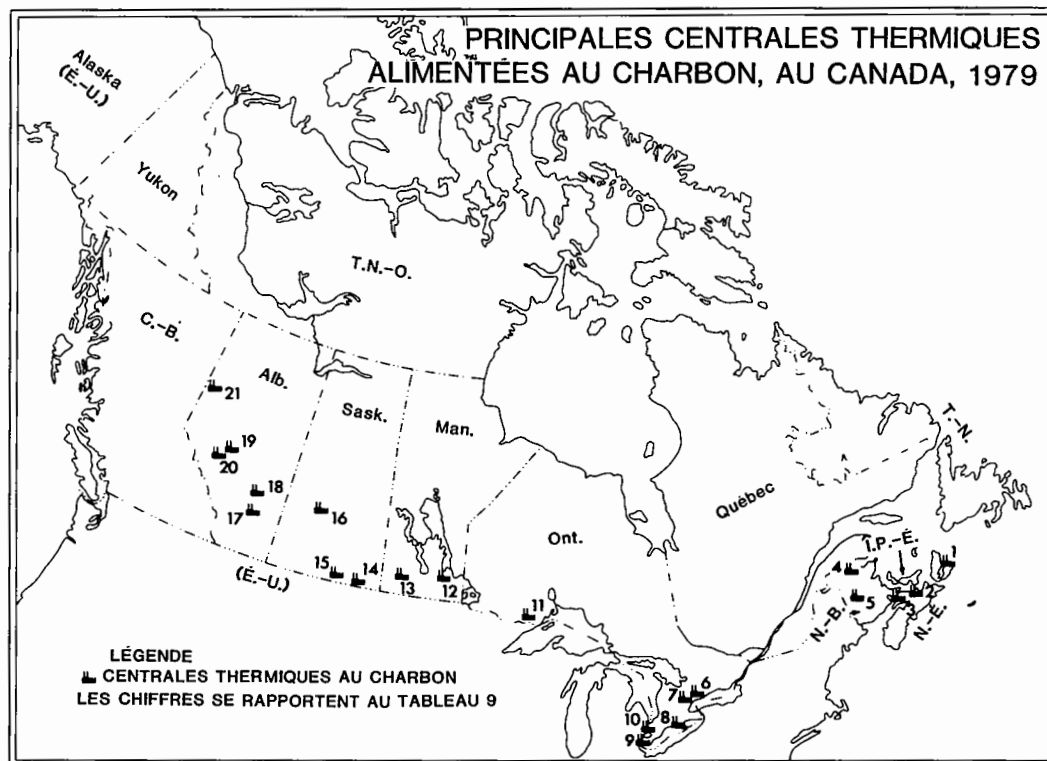 PRINCIPALES CENTRALES THERMIQUES
ALIMENTÉES AU CHARBON, AU CANADA, 1979
Alaska
(É.-U.)
Yukon
T.N.-O.
C.-B.
Alb.
Sask.
Man.
Ont.
Québec
T.-N.
Î.P.-É.
N.-B.
N.-É.
(É.-U.)
21
19
20
18
17
16
15
14
13
12
11
10
9
8
7
6
5
4
3
2
1
LÉGENDE
CENTRALES THERMIQUES AU CHARBON
LES CHIFFRES SE RAPPORTENT AU TABLEAU 9